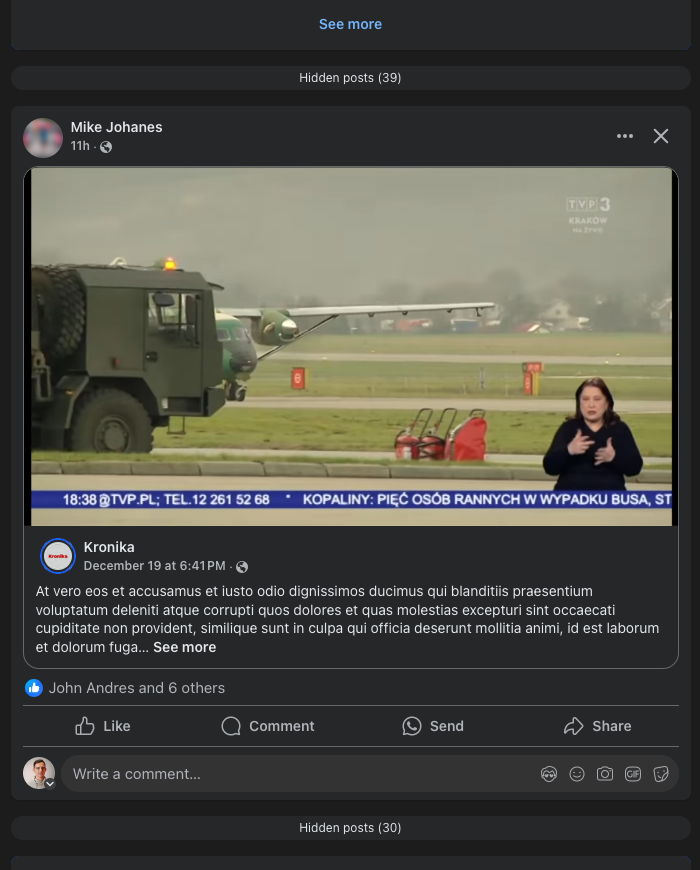 See more
Hidden posts (39)
Mike Johanes
11h ·
TVP3
KRAKÓW
NA ŻYWO
18:38@TVP.PL; TEL.12 261 52 68 * KOPALINY: PIĘĆ OSÓB RANNYCH W WYPADKU BUSA, ST
Kronika
Kronika
December 19 at 6:41 PM ·
At vero eos et accusamus et iusto odio dignissimos ducimus qui blanditiis praesentium
voluptatum deleniti atque corrupti quos dolores et quas molestias excepturi sint occaecati
cupiditate non provident, similique sunt in culpa qui officia deserunt mollitia animi, id est laborum
et dolorum fuga... See more
John Andres and 6 others
Like Comment Send Share
Write a comment...
GIF
Hidden posts (30)